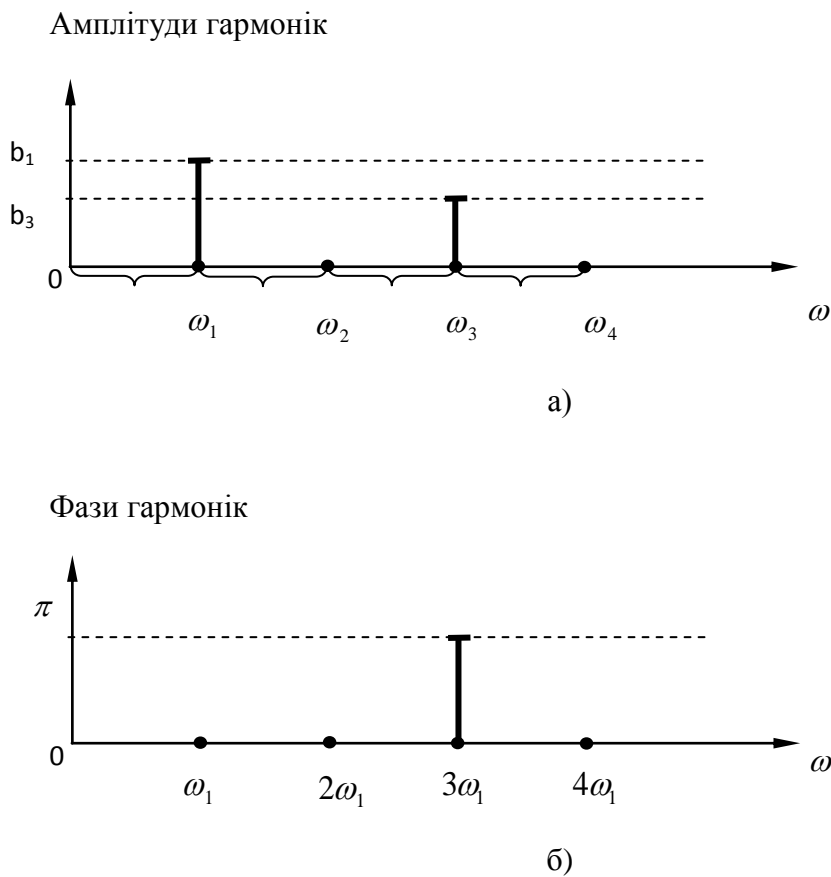 Амплітуди гармонік
b₁
b₃
0
ω₁ ω₂ ω₃ ω₄ ω
а)
Фази гармонік
π
0
ω₁ 2ω₁ 3ω₁ 4ω₁ ω
б)